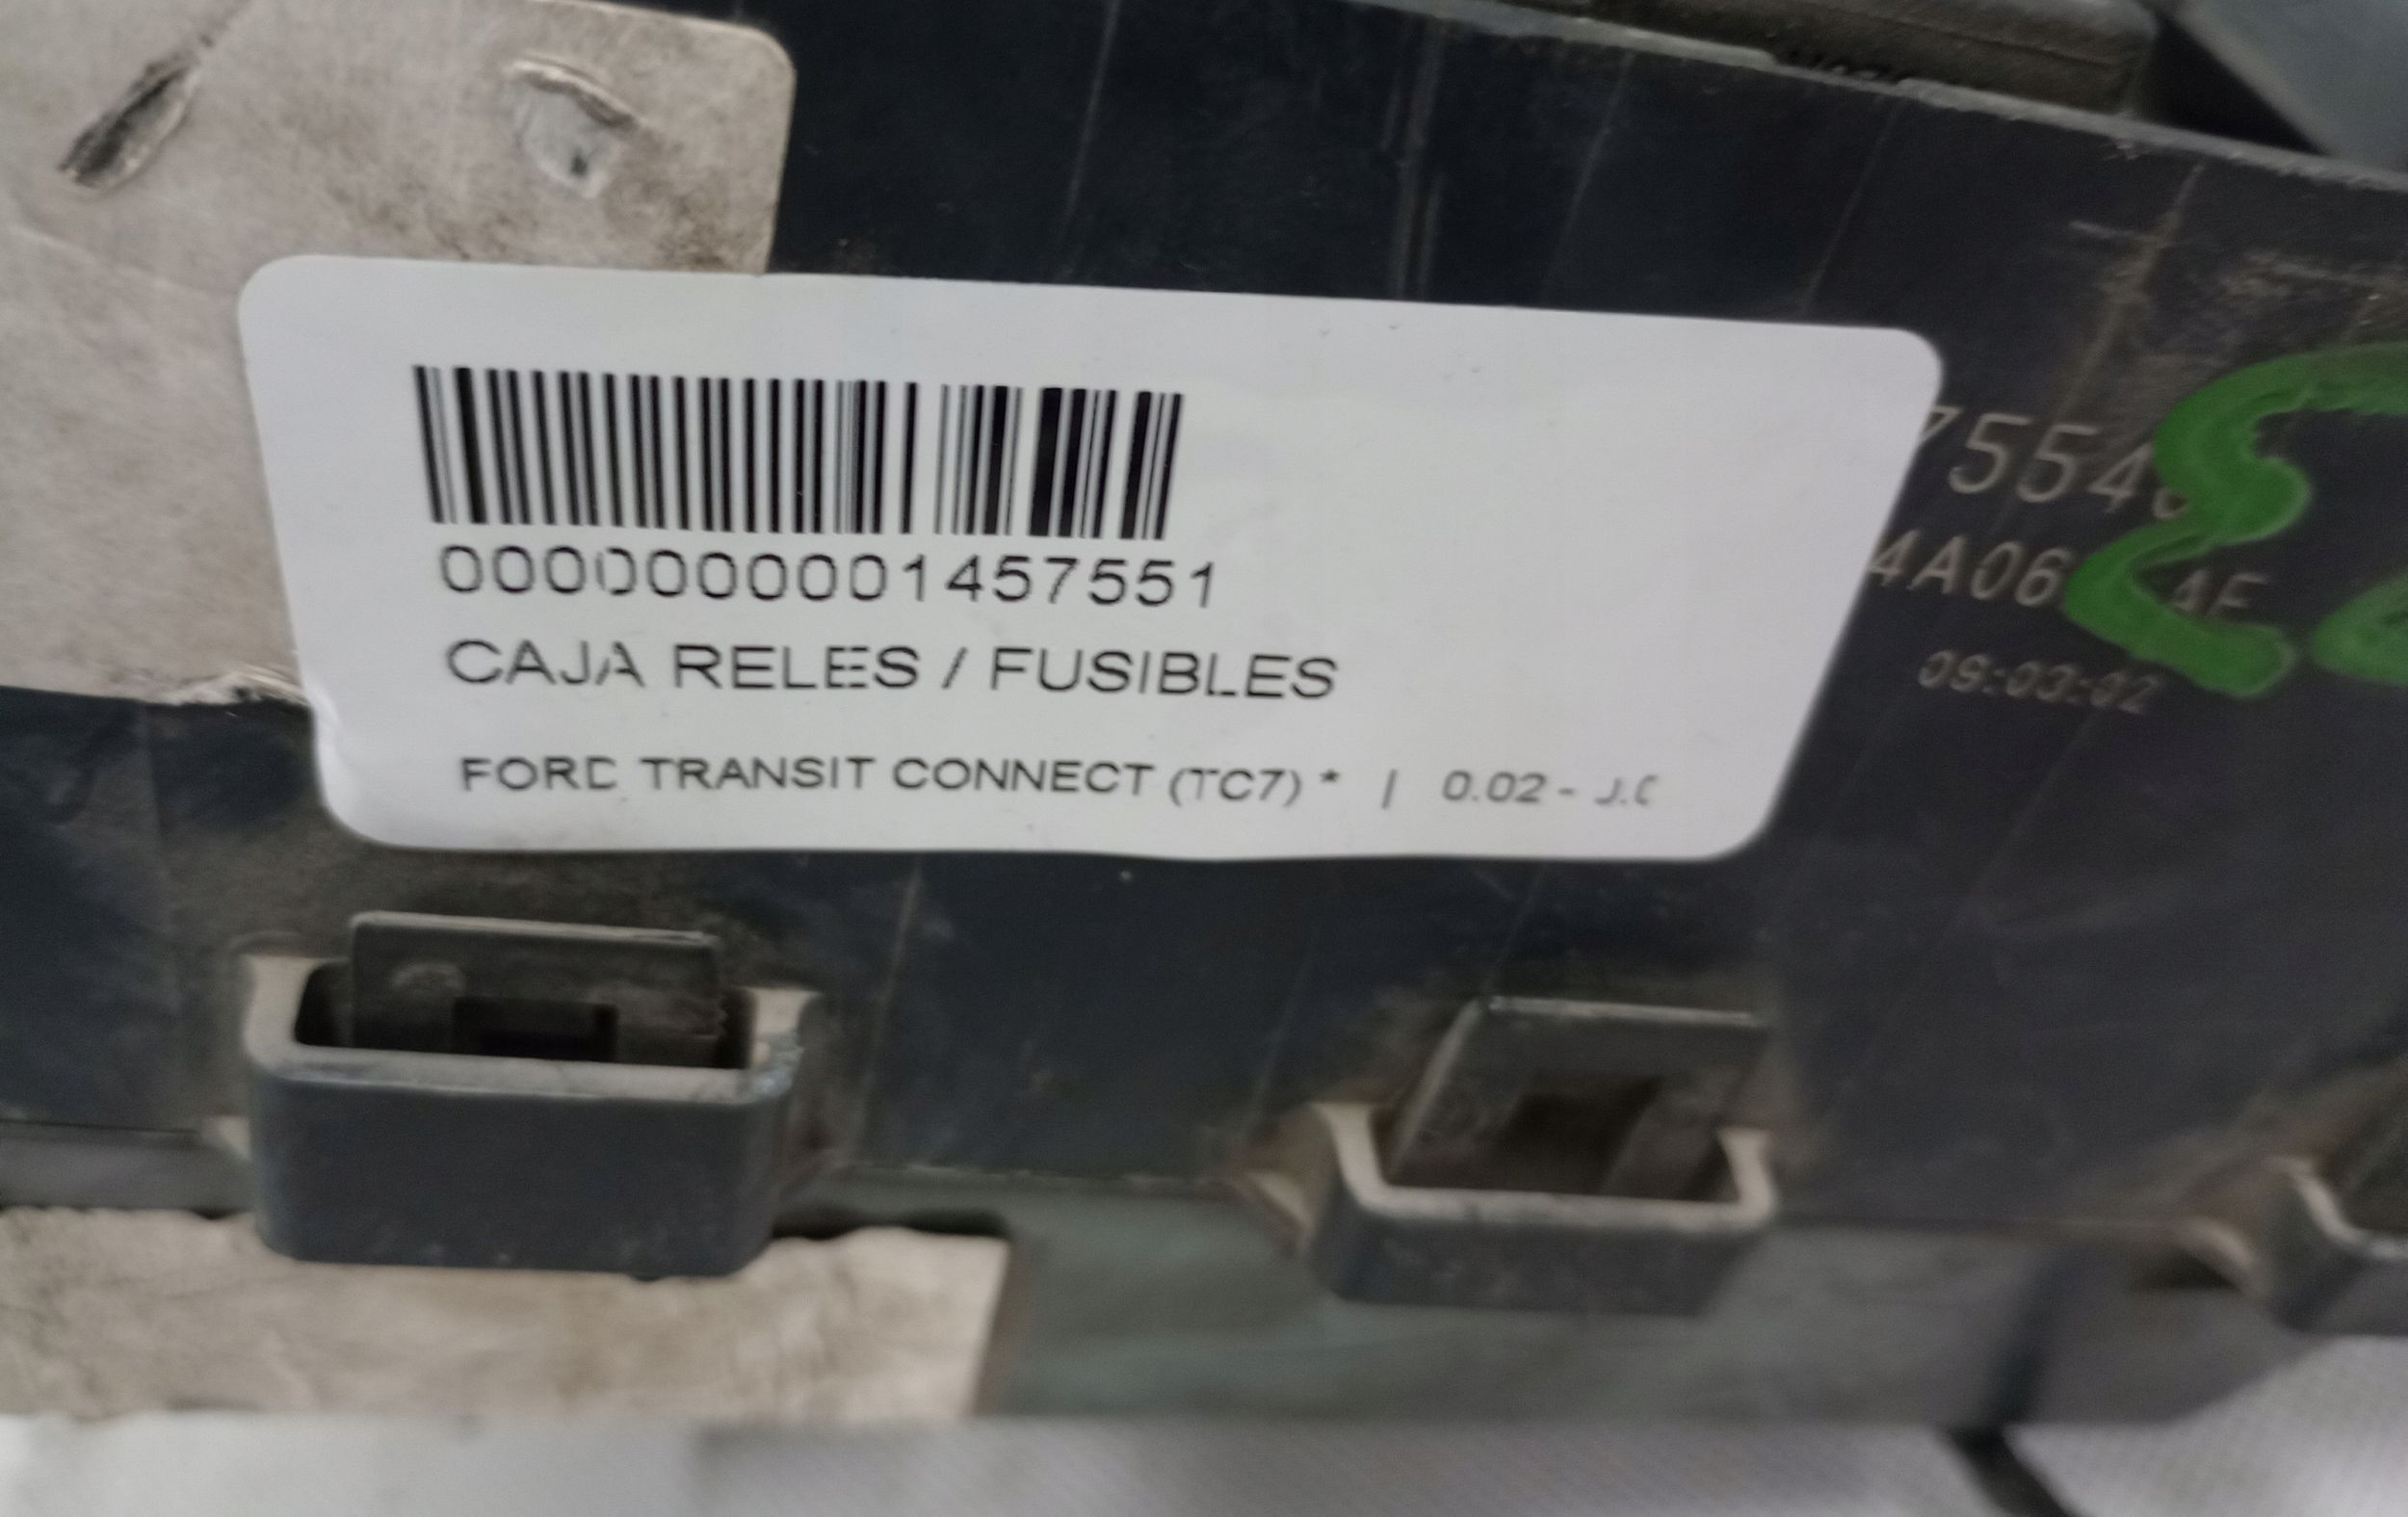 0000000001457551
CAJA RELES / FUSIBLES
FORD TRANSIT CONNECT (TC7) * | 0.02 -
09:03:02